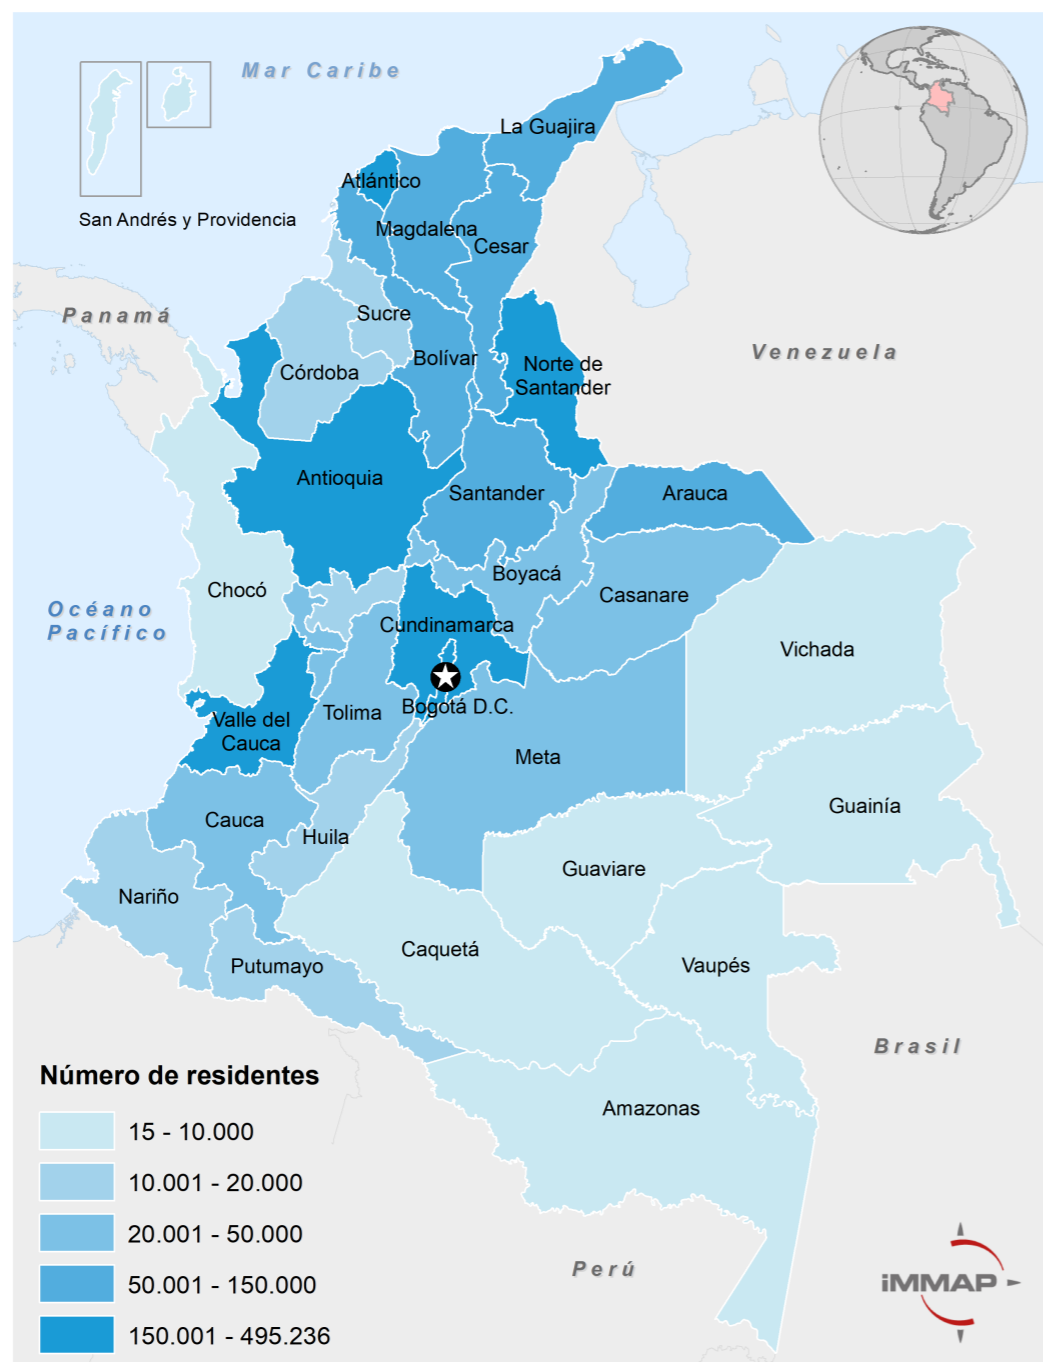 Mar Caribe
La Guajira
Atlántico
San Andrés y Providencia
Magdalena
Cesar
Panamá
Sucre
Venezuela
Bolívar
Norte de
Santander
Córdoba
Antioquia
Santander
Arauca
Chocó
Boyacá
Casanare
Océano
Pacífico
Cundinamarca
Vichada
Bogotá D.C.
Tolima
Valle del
Cauca
Meta
Guainía
Cauca
Huila
Guaviare
Nariño
Caquetá
Vaupés
Putumayo
Brasil
Amazonas
Perú
Número de residentes
15 - 10.000
10.001 - 20.000
20.001 - 50.000
50.001 - 150.000
150.001 - 495.236
iMMAP